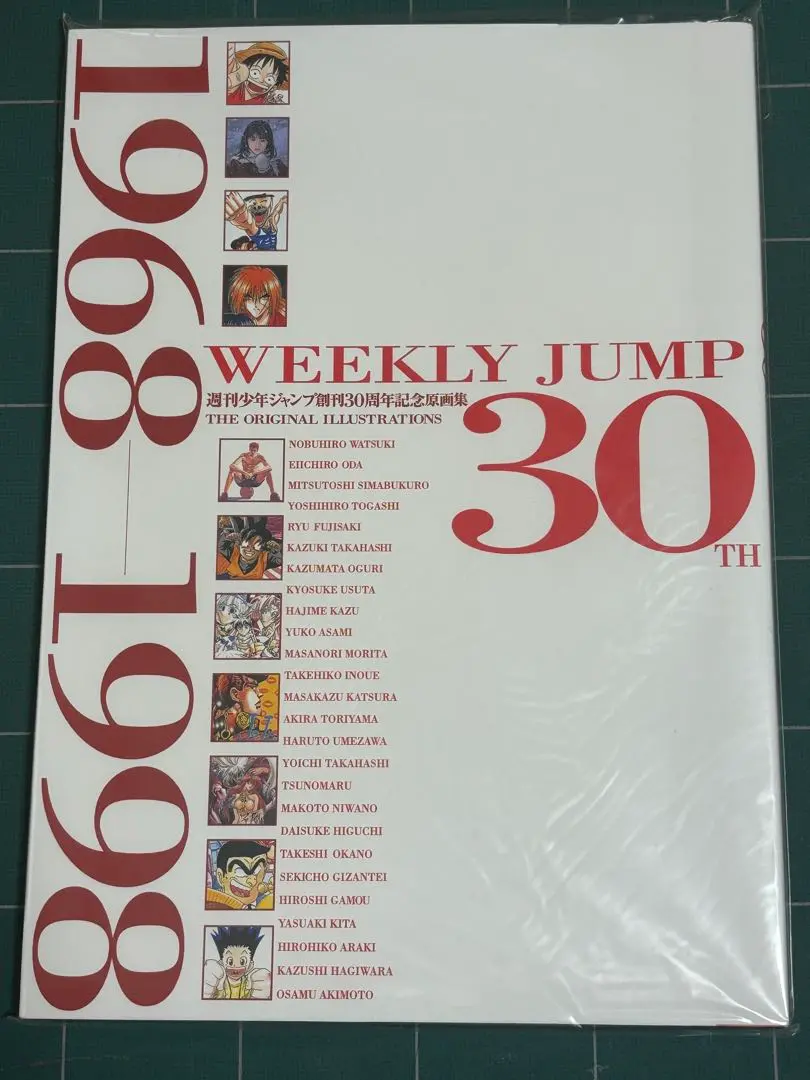 1968—1998
WEEKLY JUMP
週刊少年ジャンプ創刊30周年記念原画集
THE ORIGINAL ILLUSTRATIONS
30TH
NOBUHIRO WATSUKI
EIICHIRO ODA
MITSUTOSHI SIMABUKURO
YOSHIHIRO TOGASHI
RYU FUJISAKI
KAZUKI TAKAHASHI
KAZUMATA OGURI
KYOSUKE USUTA
HAJIME KAZU
YUKO ASAMI
MASANORI MORITA
TAKEHIKO INOUE
MASAKAZU KATSURA
AKIRA TORIYAMA
HARUTO UMEZAWA
YOICHI TAKAHASHI
TSUNOMARU
MAKOTO NIWANO
DAISUKE HIGUCHI
TAKESHI OKANO
SEKICHO GIZANTEI
HIROSHI GAMOU
YASUAKI KITA
HIROHIKO ARAKI
KAZUSHI HAGIWARA
OSAMU AKIMOTO